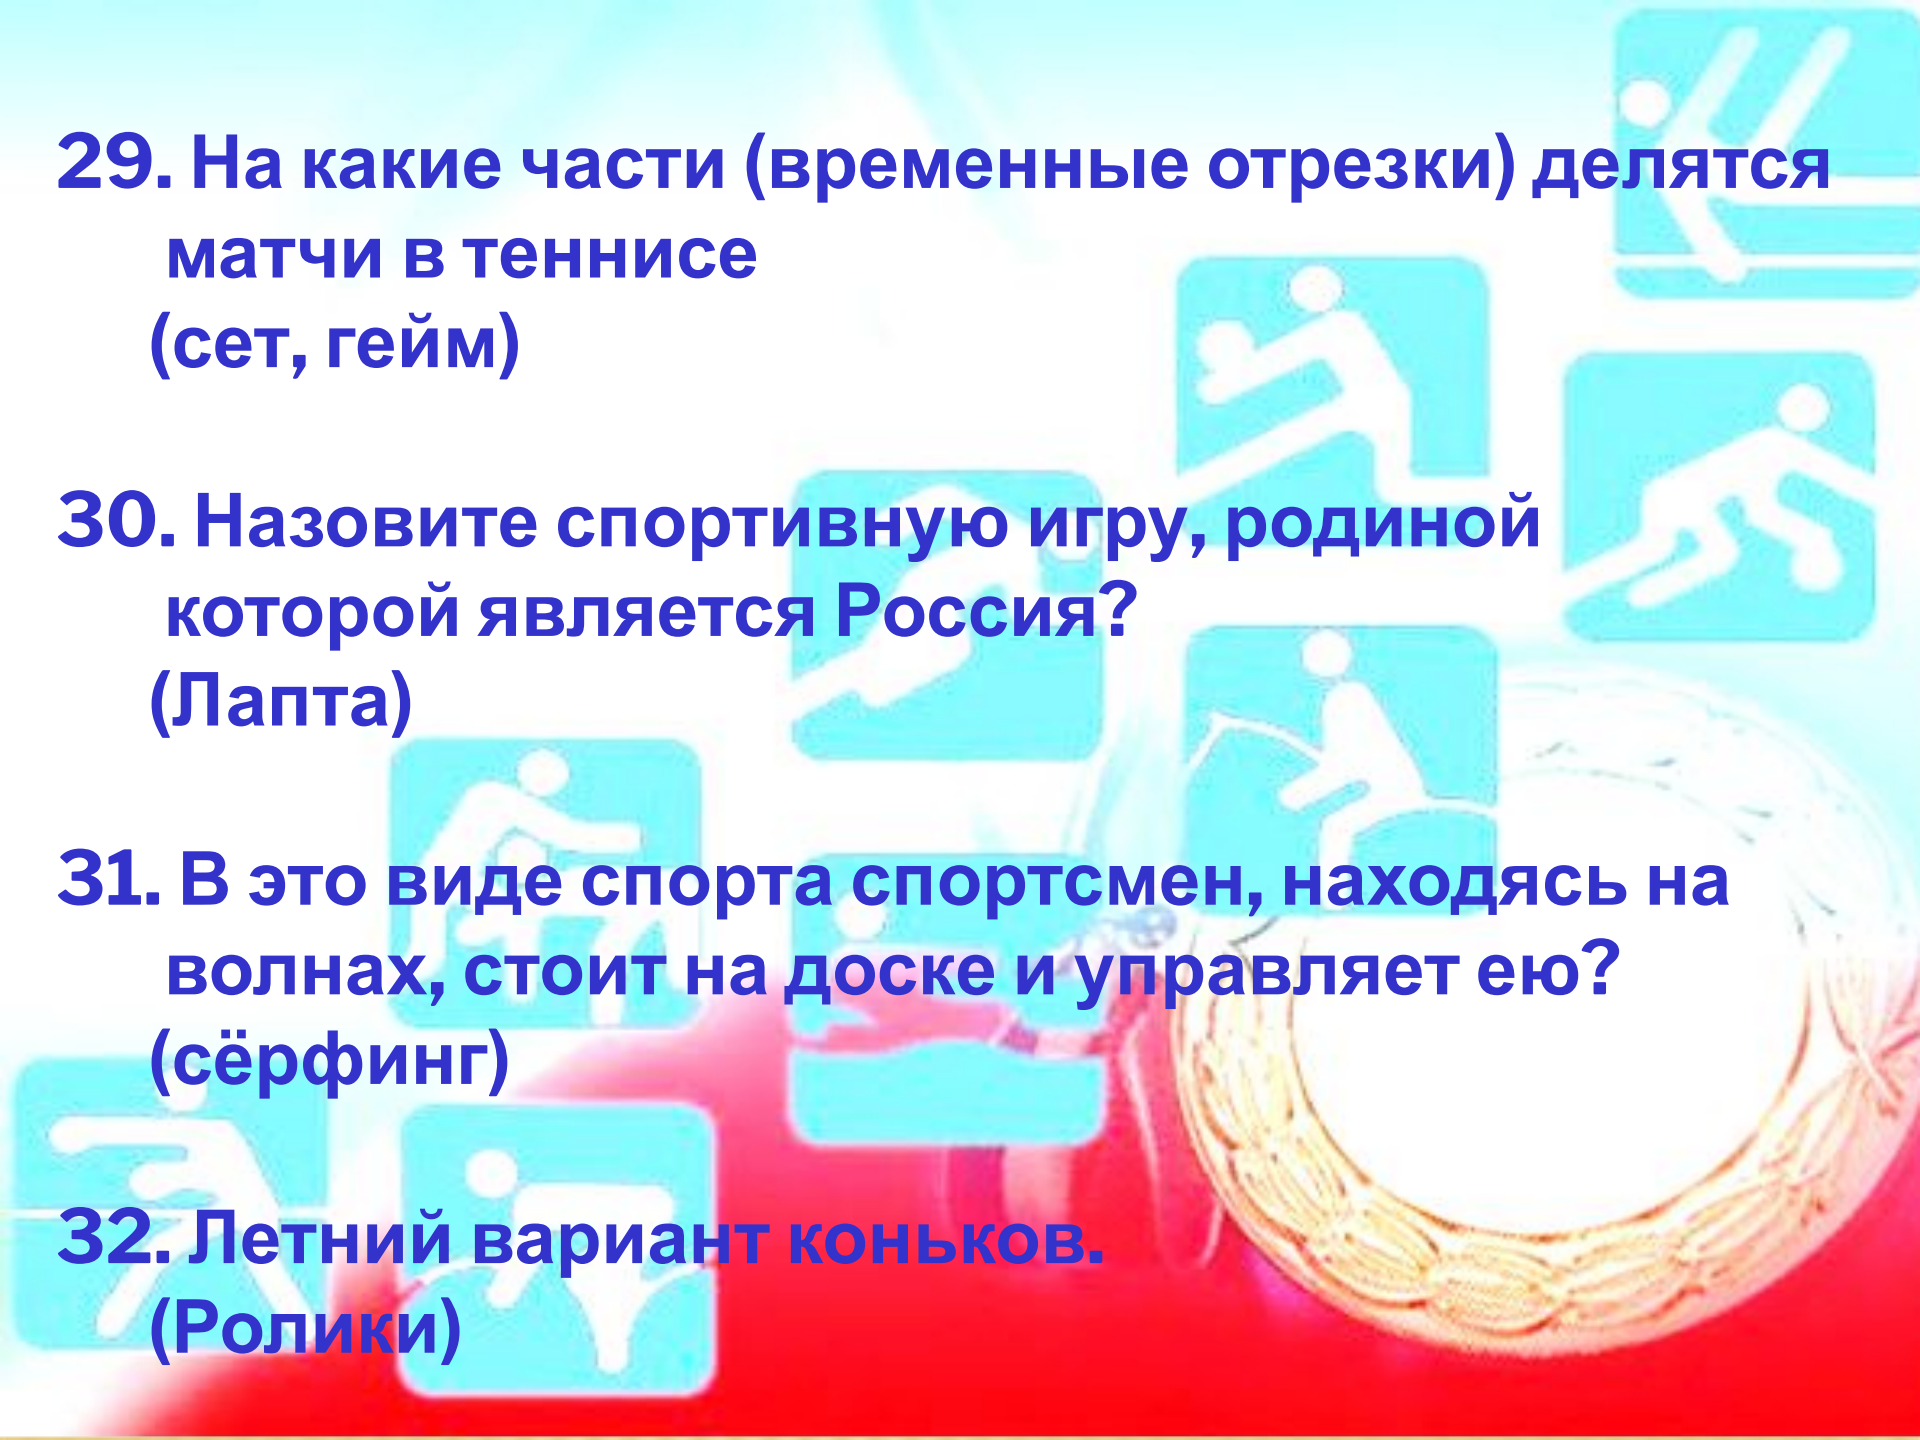 29. На какие части (временные отрезки) делятся
матчи в теннисе
(сет, гейм)
30. Назовите спортивную игру, родиной
которой является Россия?
(Лапта)
31. В это виде спорта спортсмен, находясь на
волнах, стоит на доске и управляет ею?
(сёрфинг)
32. Летний вариант коньков.
(Ролики)